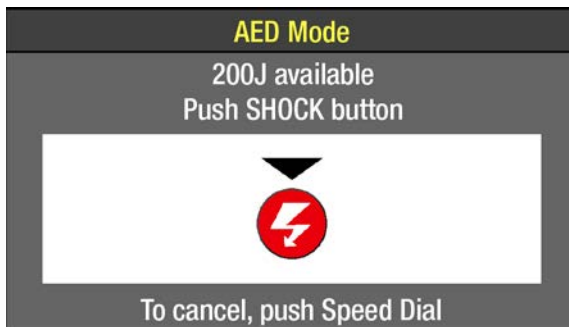 AED Mode
200J available
Push SHOCK button
To cancel, push Speed Dial